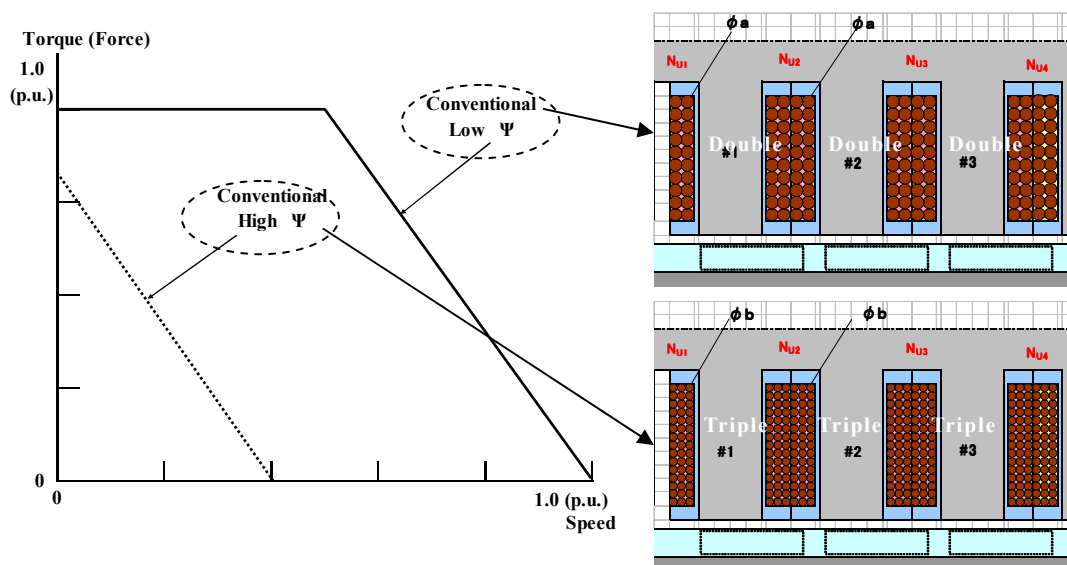 Torque (Force)
1.0
(p.u.)
Conventional
Low Ψ
Conventional
High Ψ
0
0
1.0 (p.u.)
Speed
φa φa
NU1 NU2 NU3 NU4
Double Double Double
#1 #2 #3
φb φb
NU1 NU2 NU3 NU4
Triple Triple Triple
#1 #2 #3